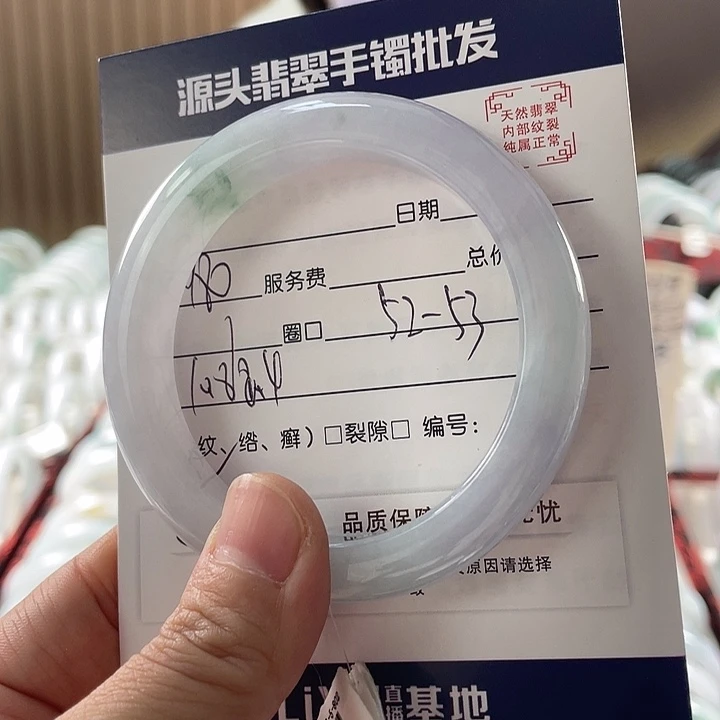 源头翡翠手镯批发
天然翡翠
内部纹裂
纯属正常
日期
服务费 总价
圈口 52-53
纹、绺、癣）□裂隙□ 编号：
品质保障 忧
原因请选择
直播基地